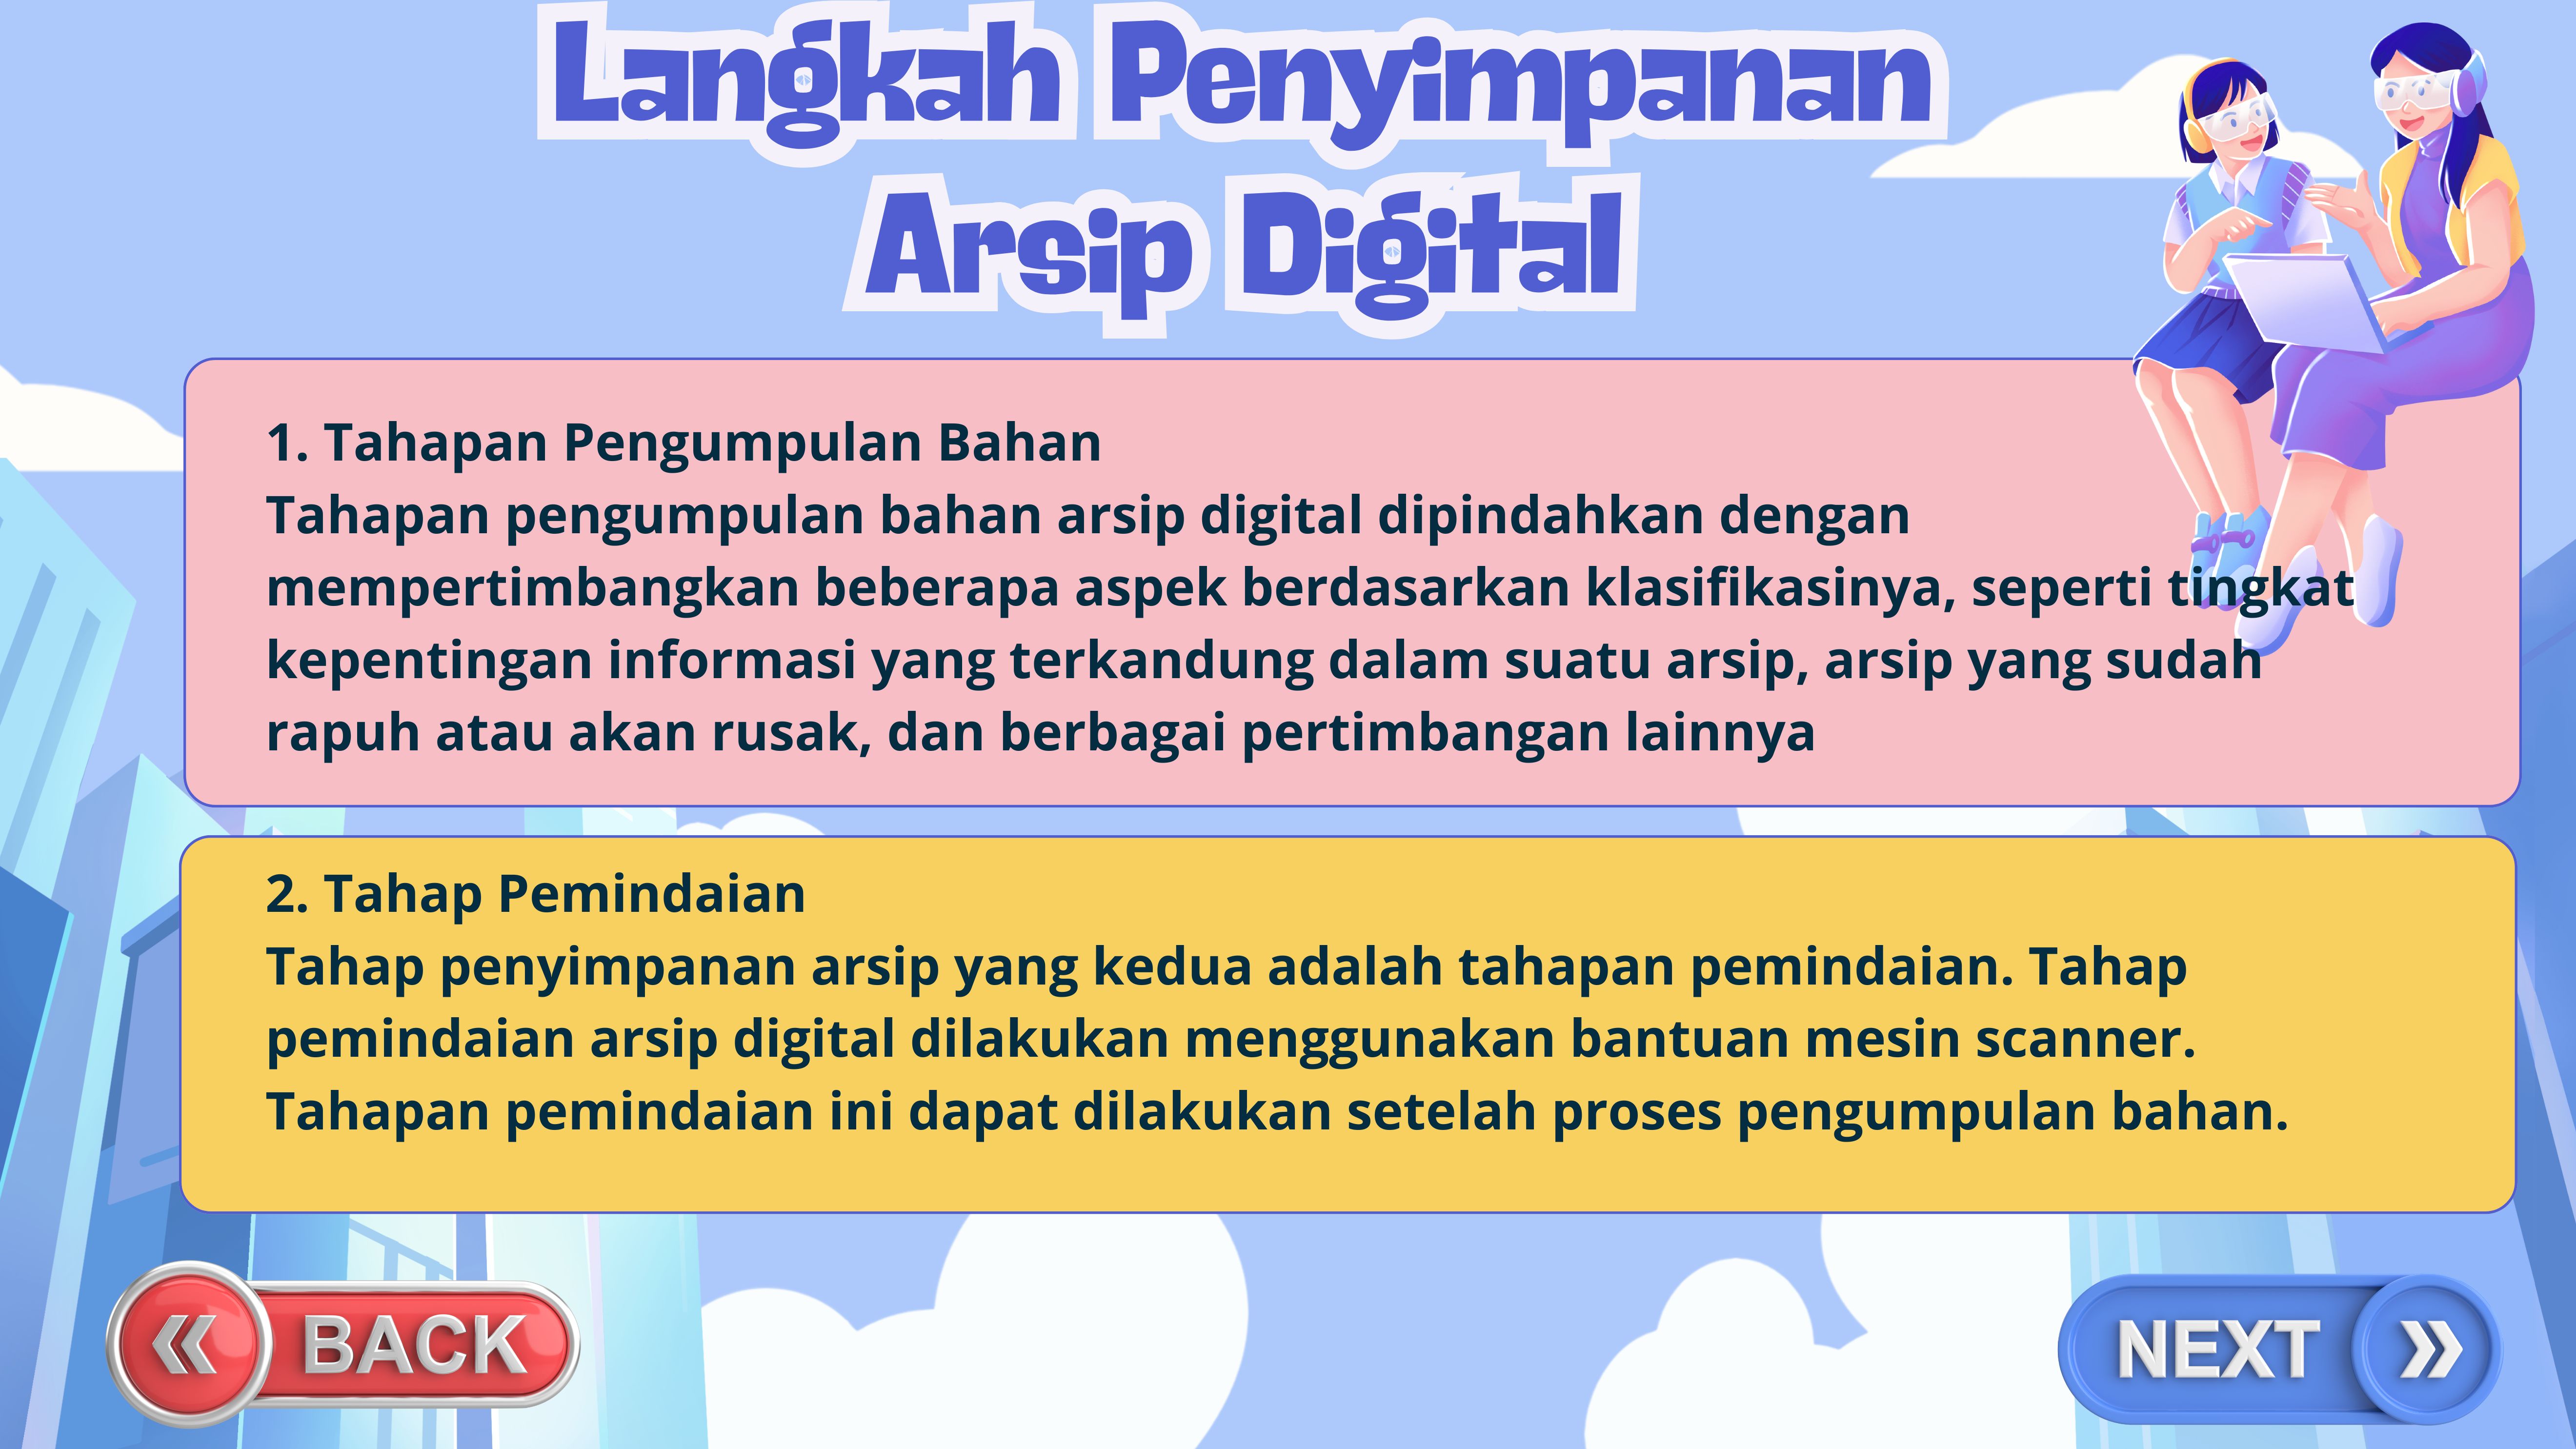 Langkah Penyimpanan
Arsip Digital
1. Tahapan Pengumpulan Bahan
Tahapan pengumpulan bahan arsip digital dipindahkan dengan
mempertimbangkan beberapa aspek berdasarkan klasifikasinya, seperti tingkat
kepentingan informasi yang terkandung dalam suatu arsip, arsip yang sudah
rapuh atau akan rusak, dan berbagai pertimbangan lainnya
2. Tahap Pemindaian
Tahap penyimpanan arsip yang kedua adalah tahapan pemindaian. Tahap
pemindaian arsip digital dilakukan menggunakan bantuan mesin scanner.
Tahapan pemindaian ini dapat dilakukan setelah proses pengumpulan bahan.
BACK
NEXT